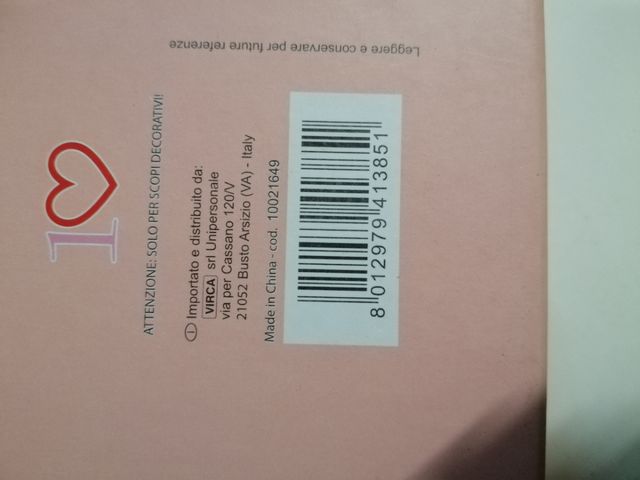 1
ATTENZIONE: SOLO PER SCOPI DECORATIVI!
I Importato e distribuito da:
VIRCA srl Unipersonale
via per Cassano 120/V
21052 Busto Arsizio (VA) - Italy
Made in China - cod. 10021649
8 012979 413851
Leggere e conservare per future referenze